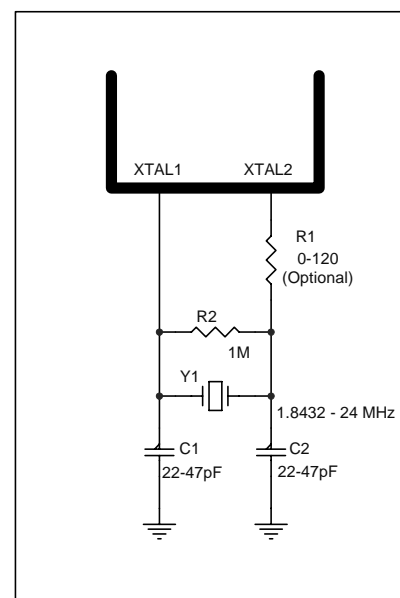 XTAL1
XTAL2
R1
0-120
(Optional)
R2
1M
Y1
1.8432 - 24 MHz
C1
22-47pF
C2
22-47pF